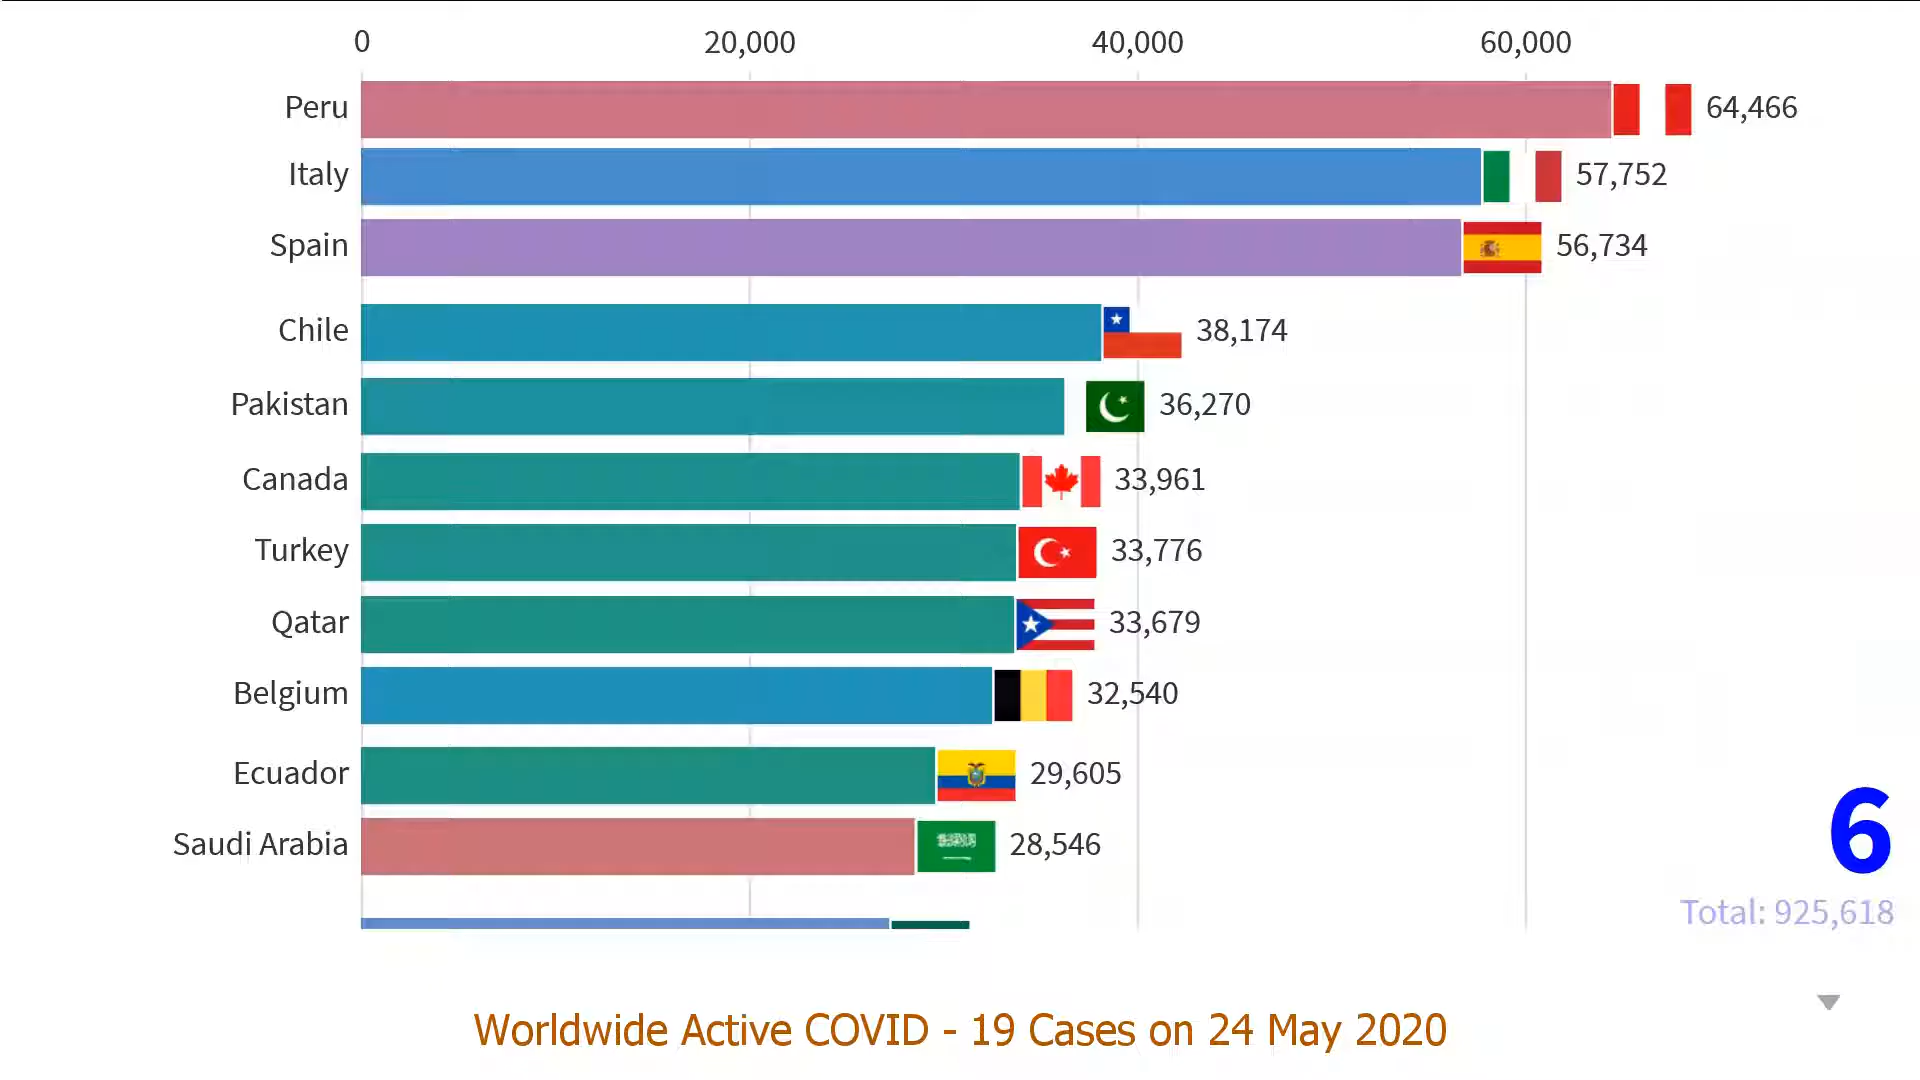 0 20,000 40,000 60,000
Peru 64,466
Italy 57,752
Spain 56,734
Chile 38,174
Pakistan 36,270
Canada 33,961
Turkey 33,776
Qatar 33,679
Belgium 32,540
Ecuador 29,605
Saudi Arabia 28,546
6
Total: 925,618
Worldwide Active COVID - 19 Cases on 24 May 2020